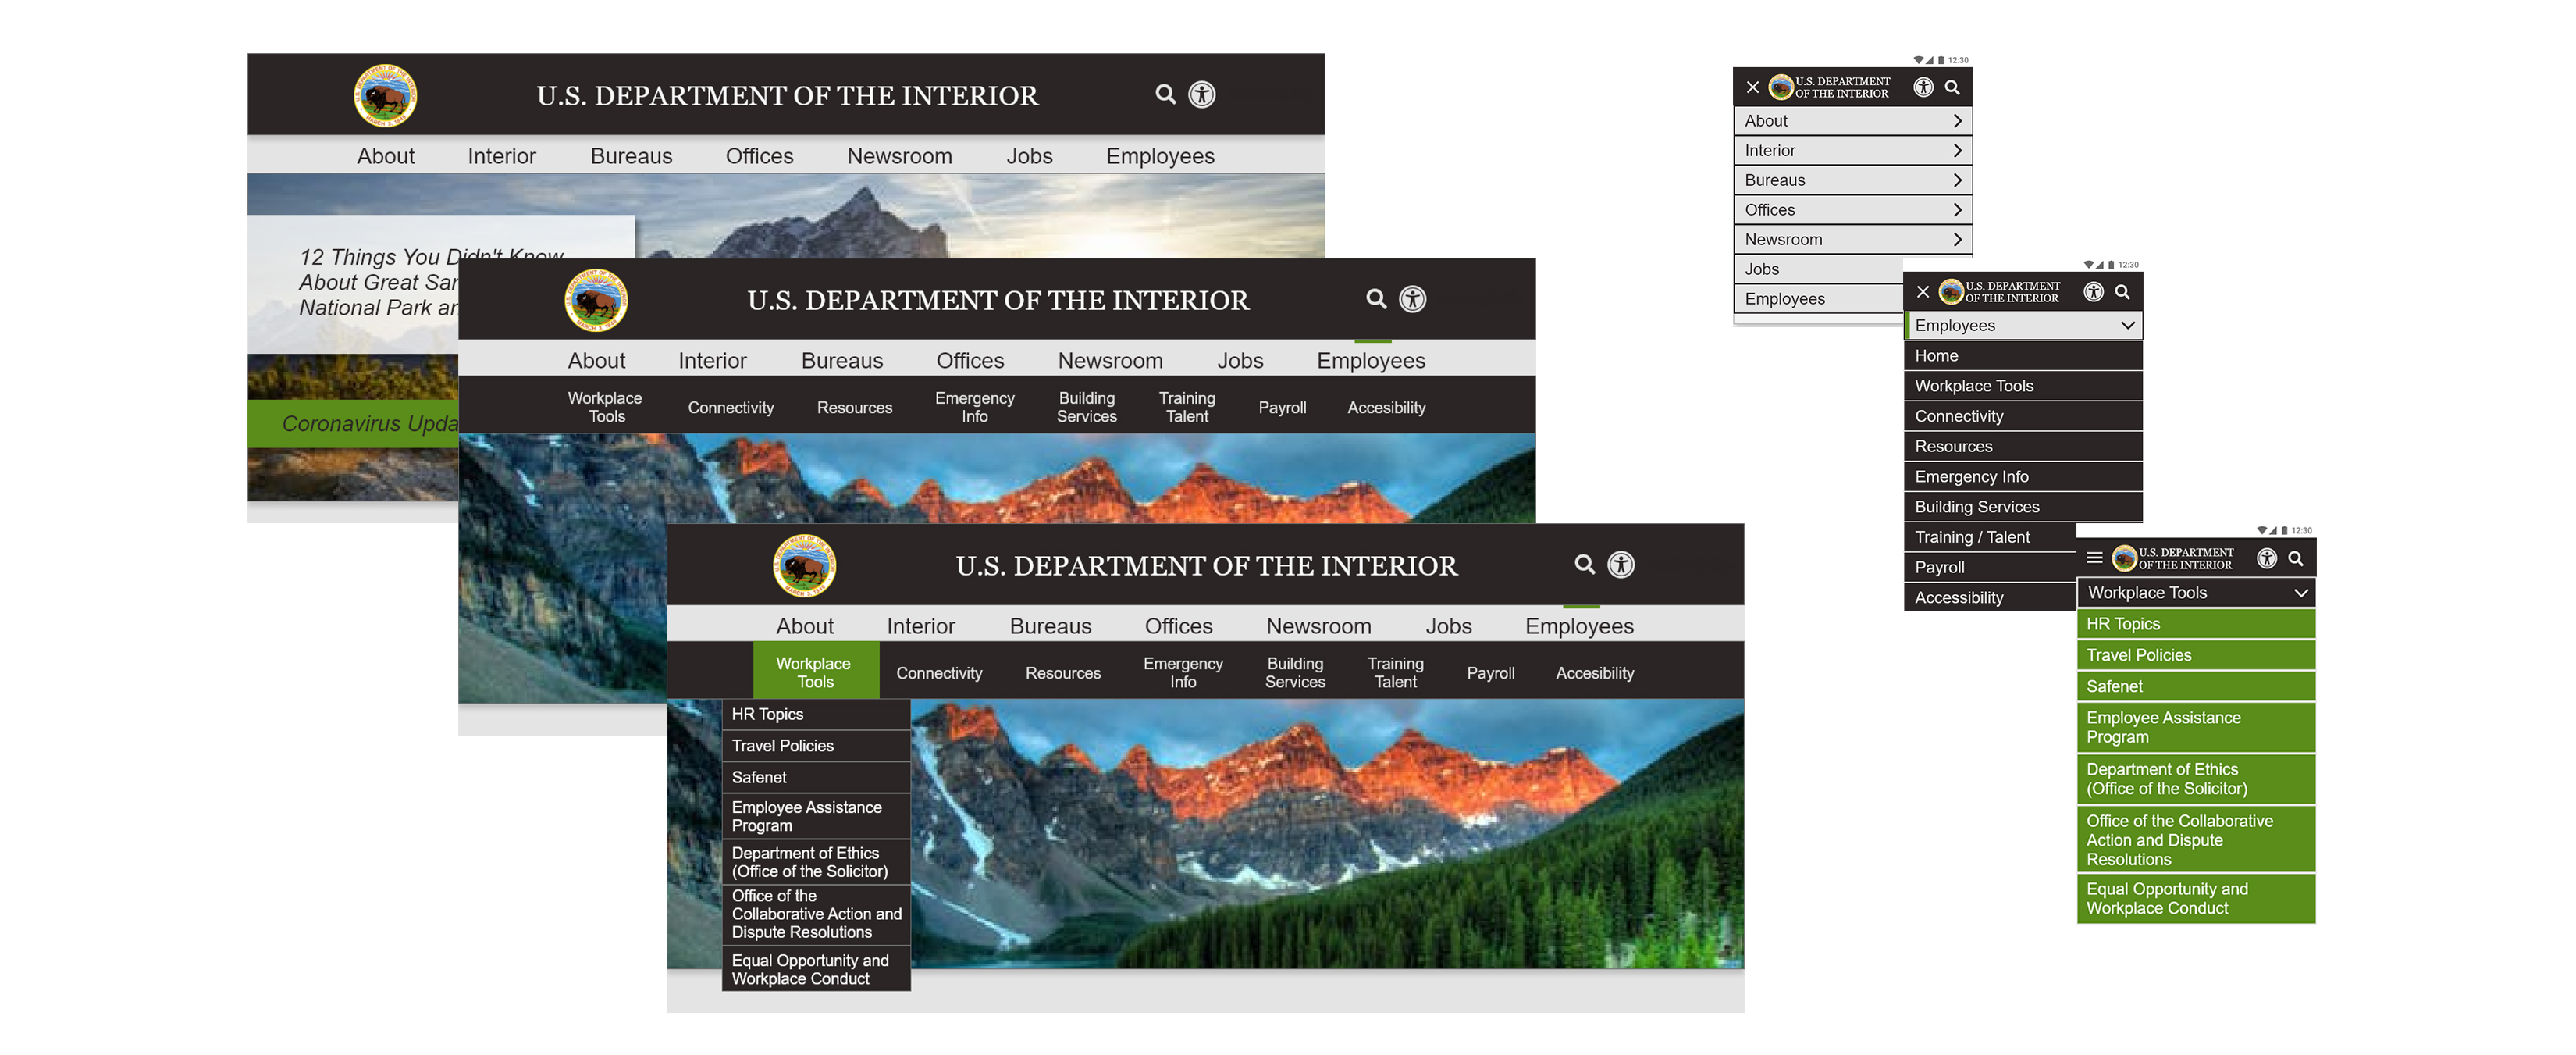 U.S. DEPARTMENT OF THE INTERIOR
About Interior Bureaus Offices Newsroom Jobs Employees
12 Things You Didn't Know
About Great Sar
National Park ar
Coronavirus Upda
U.S. DEPARTMENT OF THE INTERIOR
About Interior Bureaus Offices Newsroom Jobs Employees
Workplace
Tools
Connectivity
Resources
Emergency
Info
Building
Services
Training
Talent
Payroll
Accesibility
U.S. DEPARTMENT OF THE INTERIOR
About Interior Bureaus Offices Newsroom Jobs Employees
Workplace
Tools
Connectivity
Resources
Emergency
Info
Building
Services
Training
Talent
Payroll
Accesibility
HR Topics
Travel Policies
Safenet
Employee Assistance
Program
Department of Ethics
(Office of the Solicitor)
Office of the
Collaborative Action and
Dispute Resolutions
Equal Opportunity and
Workplace Conduct
12:30
U.S. DEPARTMENT
OF THE INTERIOR
About
Interior
Bureaus
Offices
Newsroom
Jobs
Employees
12:30
U.S. DEPARTMENT
OF THE INTERIOR
Employees
Home
Workplace Tools
Connectivity
Resources
Emergency Info
Building Services
Training / Talent
Payroll
Accessibility
12:30
U.S. DEPARTMENT
OF THE INTERIOR
Workplace Tools
HR Topics
Travel Policies
Safenet
Employee Assistance
Program
Department of Ethics
(Office of the Solicitor)
Office of the Collaborative
Action and Dispute
Resolutions
Equal Opportunity and
Workplace Conduct